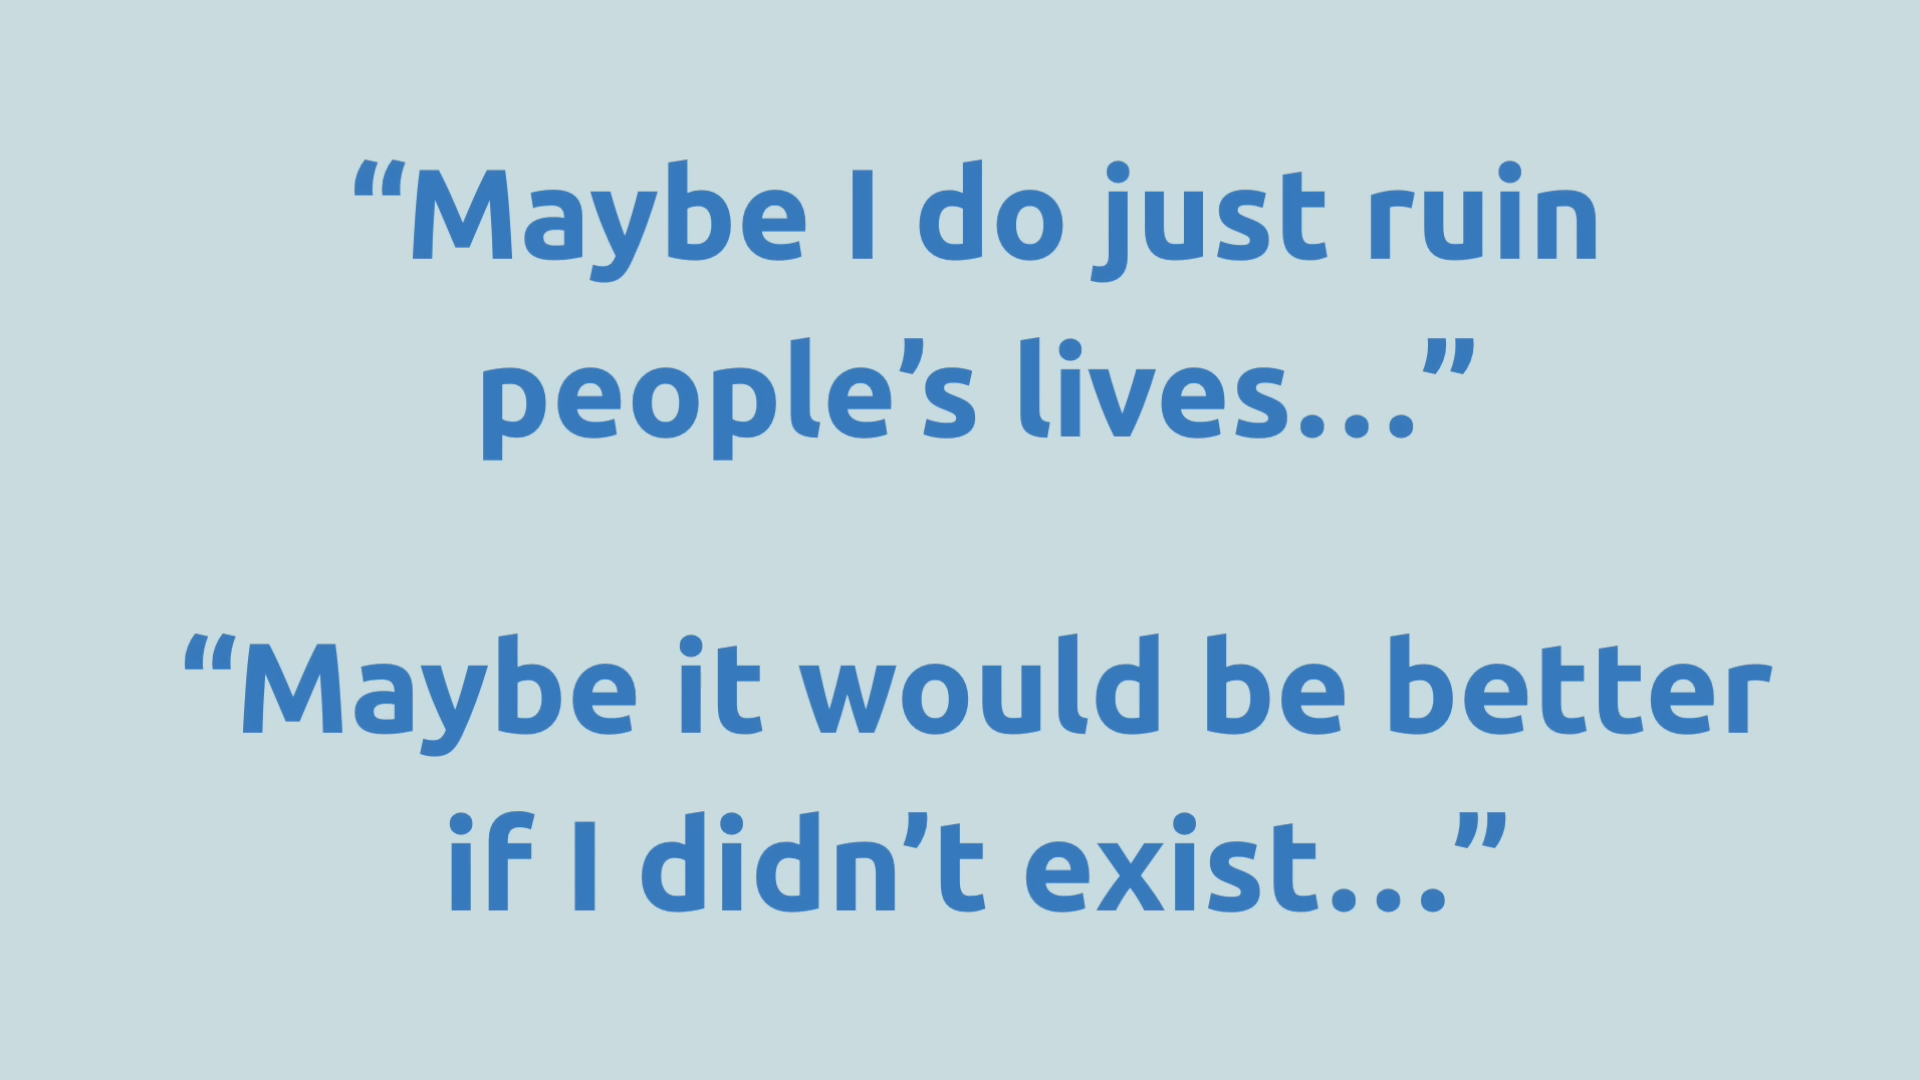 “Maybe I do just ruin
people’s lives...”
“Maybe it would be better
if I didn’t exist...”